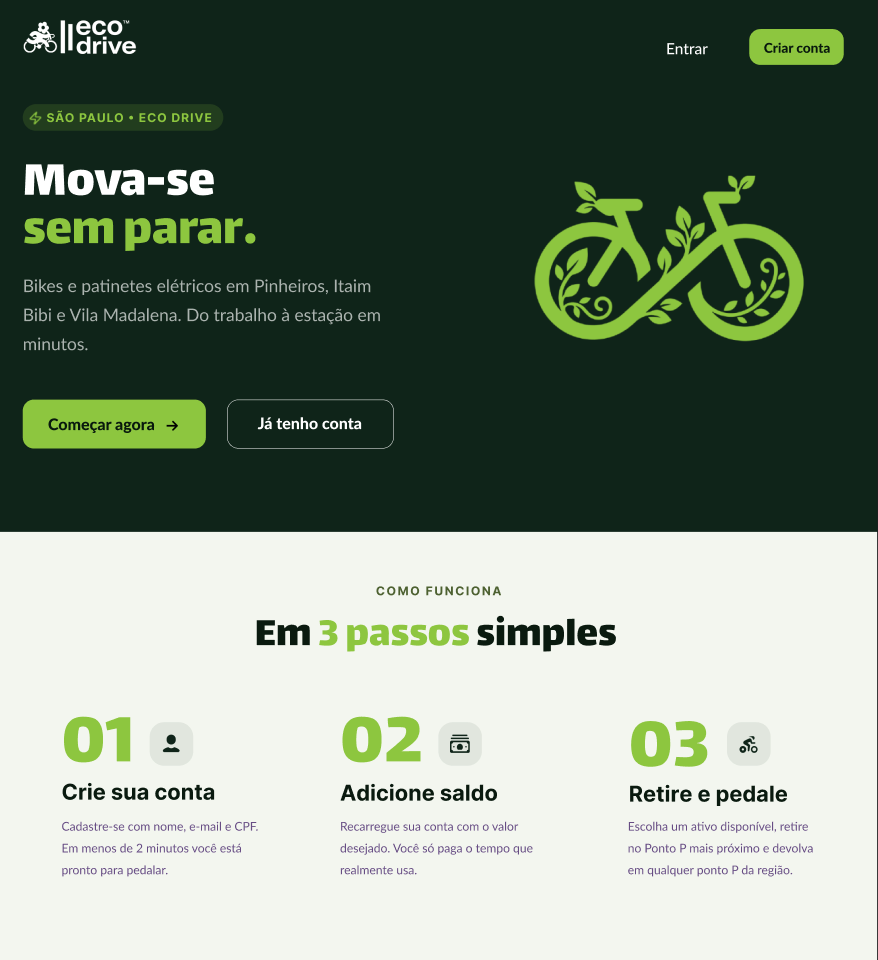 eco™
drive
Entrar
Criar conta
SÃO PAULO • ECO DRIVE
Mova-se
sem parar.
Bikes e patinetes elétricos em Pinheiros, Itaim
Bibi e Vila Madalena. Do trabalho à estação em
minutos.
Começar agora →
Já tenho conta
COMO FUNCIONA
Em 3 passos simples
01
Crie sua conta
Cadastre-se com nome, e-mail e CPF.
Em menos de 2 minutos você está
pronto para pedalar.
02
Adicione saldo
Recarregue sua conta com o valor
desejado. Você só paga o tempo que
realmente usa.
03
Retire e pedale
Escolha um ativo disponível, retire
no Ponto P mais próximo e devolva
em qualquer ponto P da região.